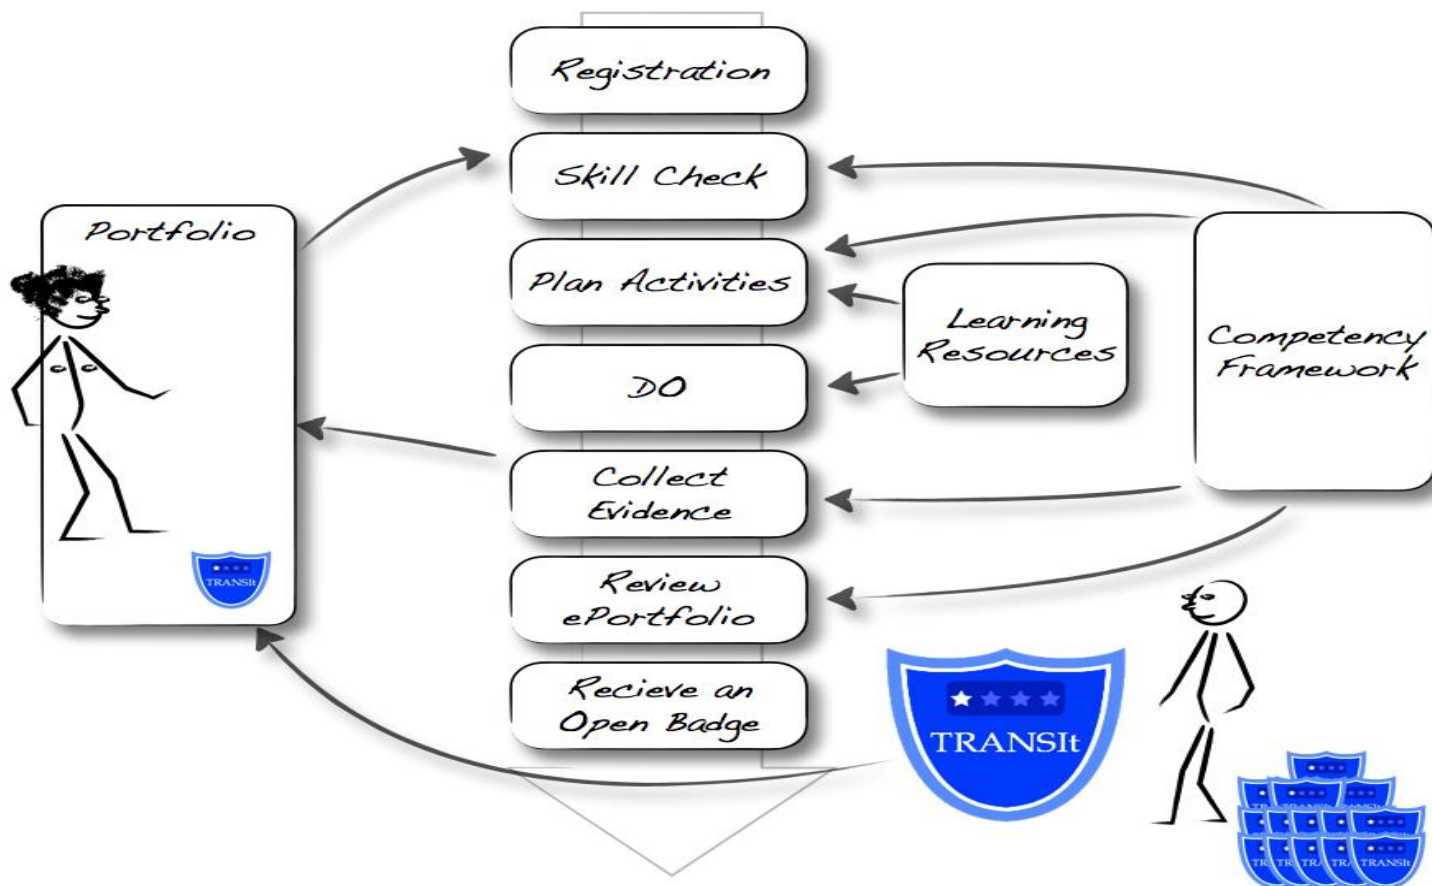 Registration
Skill Check
Portfolio
Plan Activities
Learning
Resources
Competency
Framework
DO
Collect
Evidence
TRANSIt
Review
ePortfolio
Recieve an
Open Badge
TRANSIt
TRANSIt